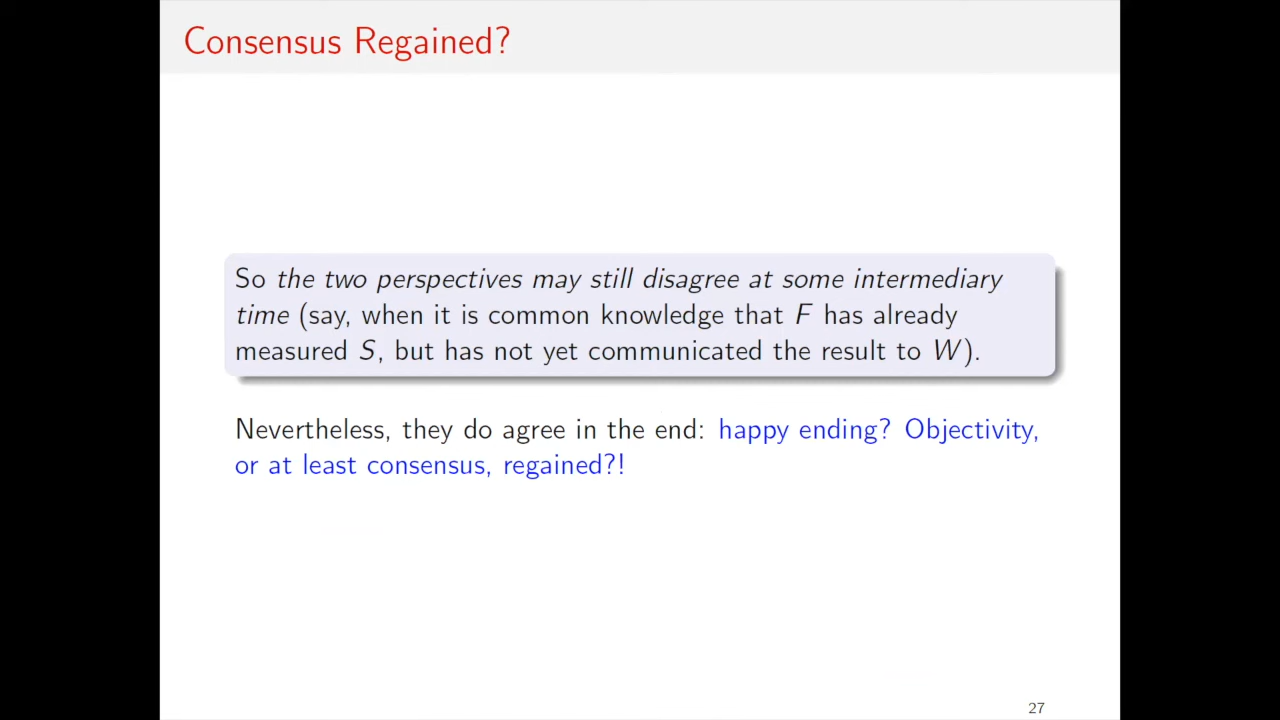 Consensus Regained?
So the two perspectives may still disagree at some intermediary
time (say, when it is common knowledge that F has already
measured S, but has not yet communicated the result to W).
Nevertheless, they do agree in the end: happy ending? Objectivity,
or at least consensus, regained?!
27